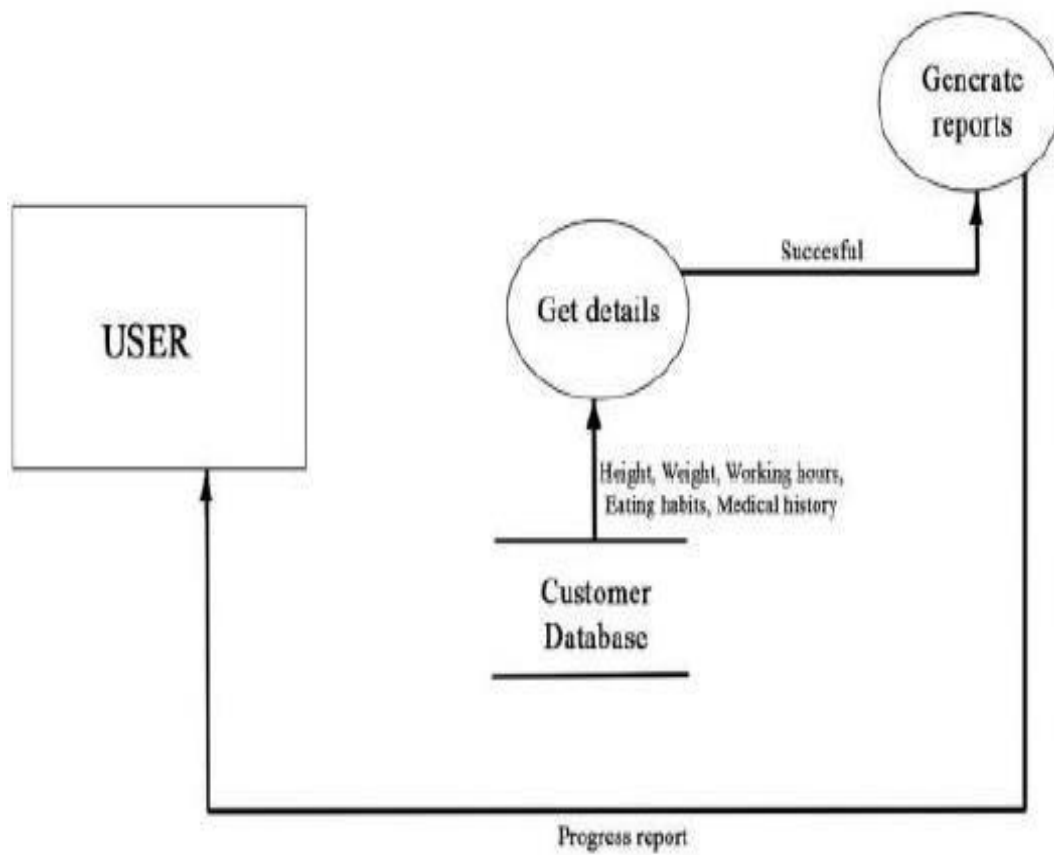 Generate
reports
Succesful
Get details
USER
Height, Weight, Working hours,
Eating habits, Medical history
Customer
Database
Progress report